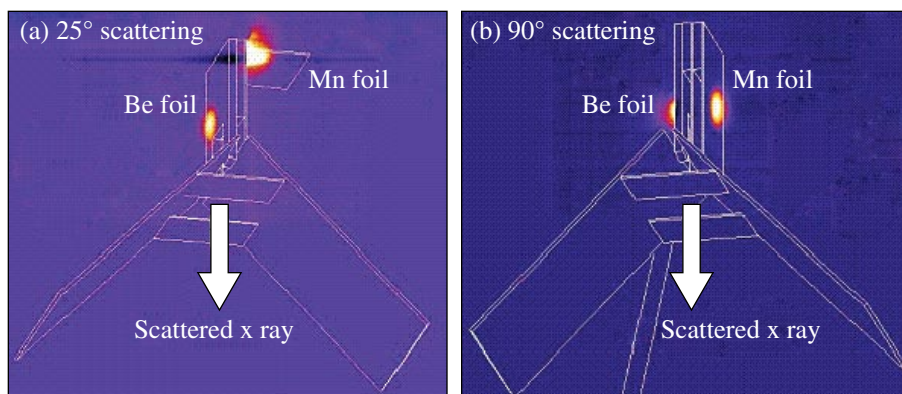 (a) 25° scattering
Mn foil
Be foil
Scattered x ray
(b) 90° scattering
Mn foil
Be foil
Scattered x ray